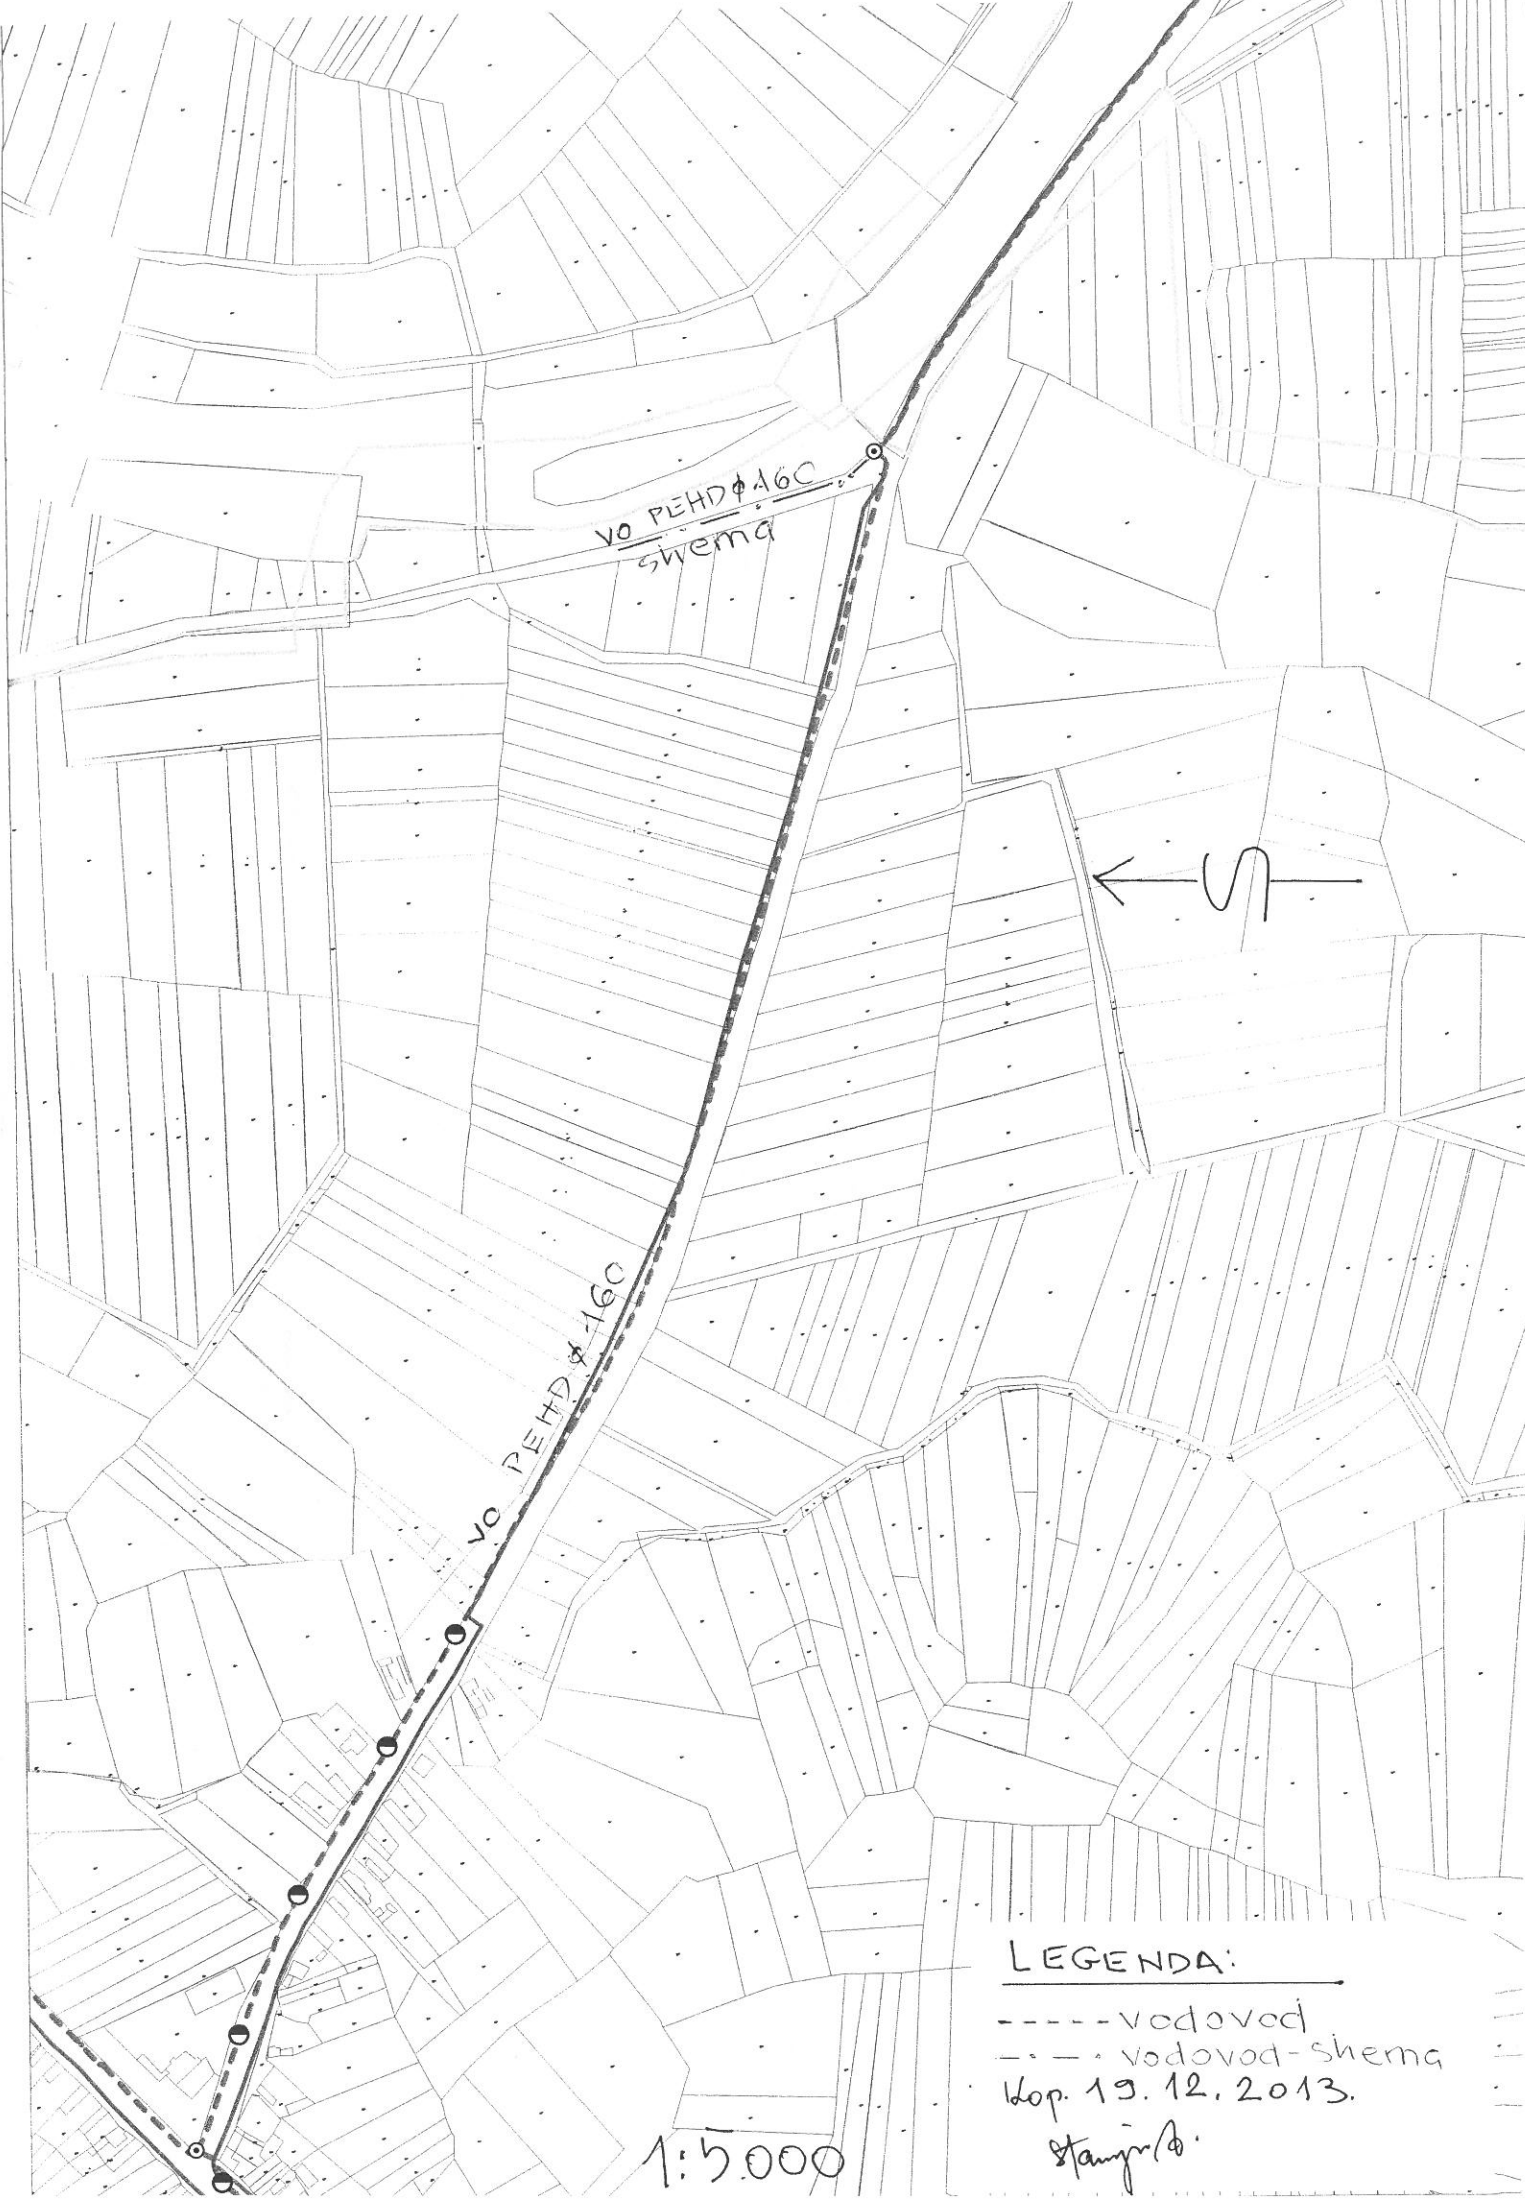 VO PEHD ϕ 160
shema
VO PEHD ϕ 160
LEGENDA:
----- vodovod
-·-· vodovod-shema
Kop. 19. 12. 2013.
1:5000